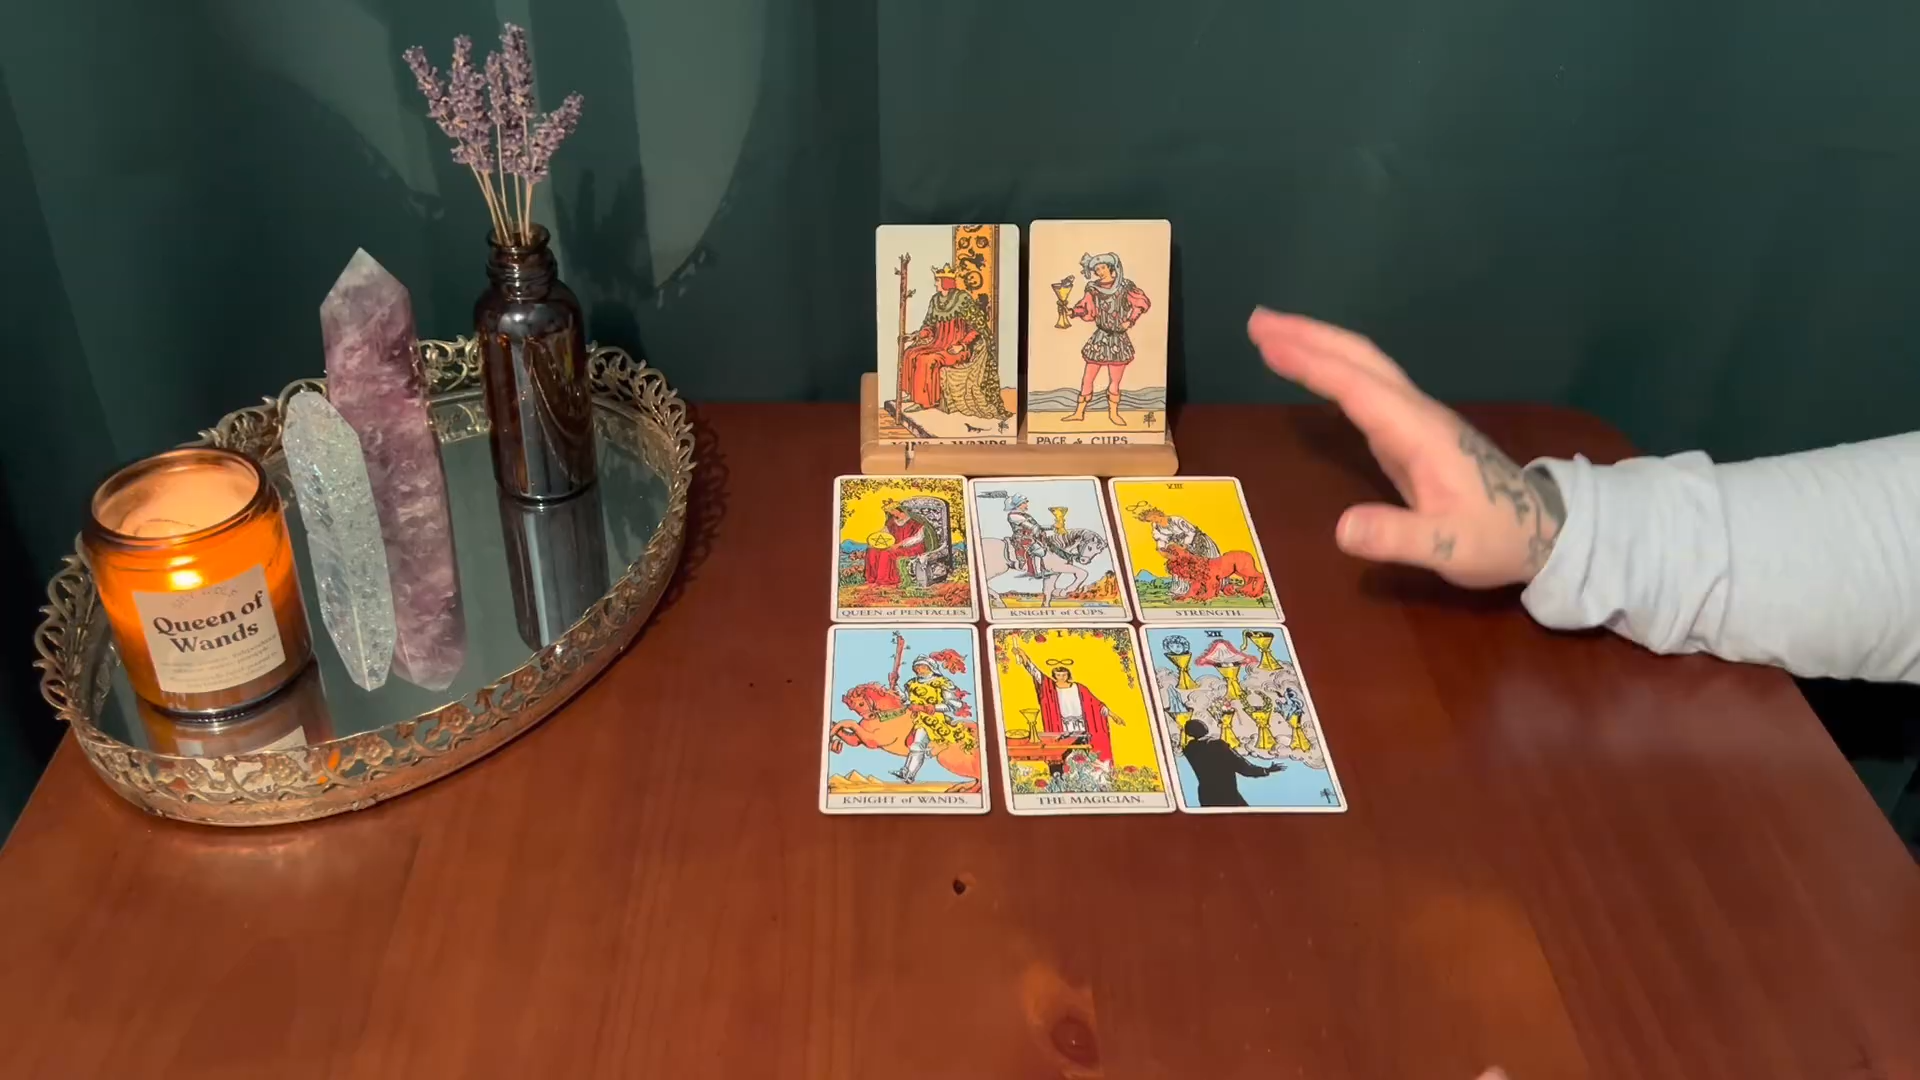 Queen of
Wands
KING of WANDS
PAGE of CUPS
QUEEN of PENTACLES.
KNIGHT of CUPS.
VIII
STRENGTH.
KNIGHT of WANDS.
I
THE MAGICIAN.
VII